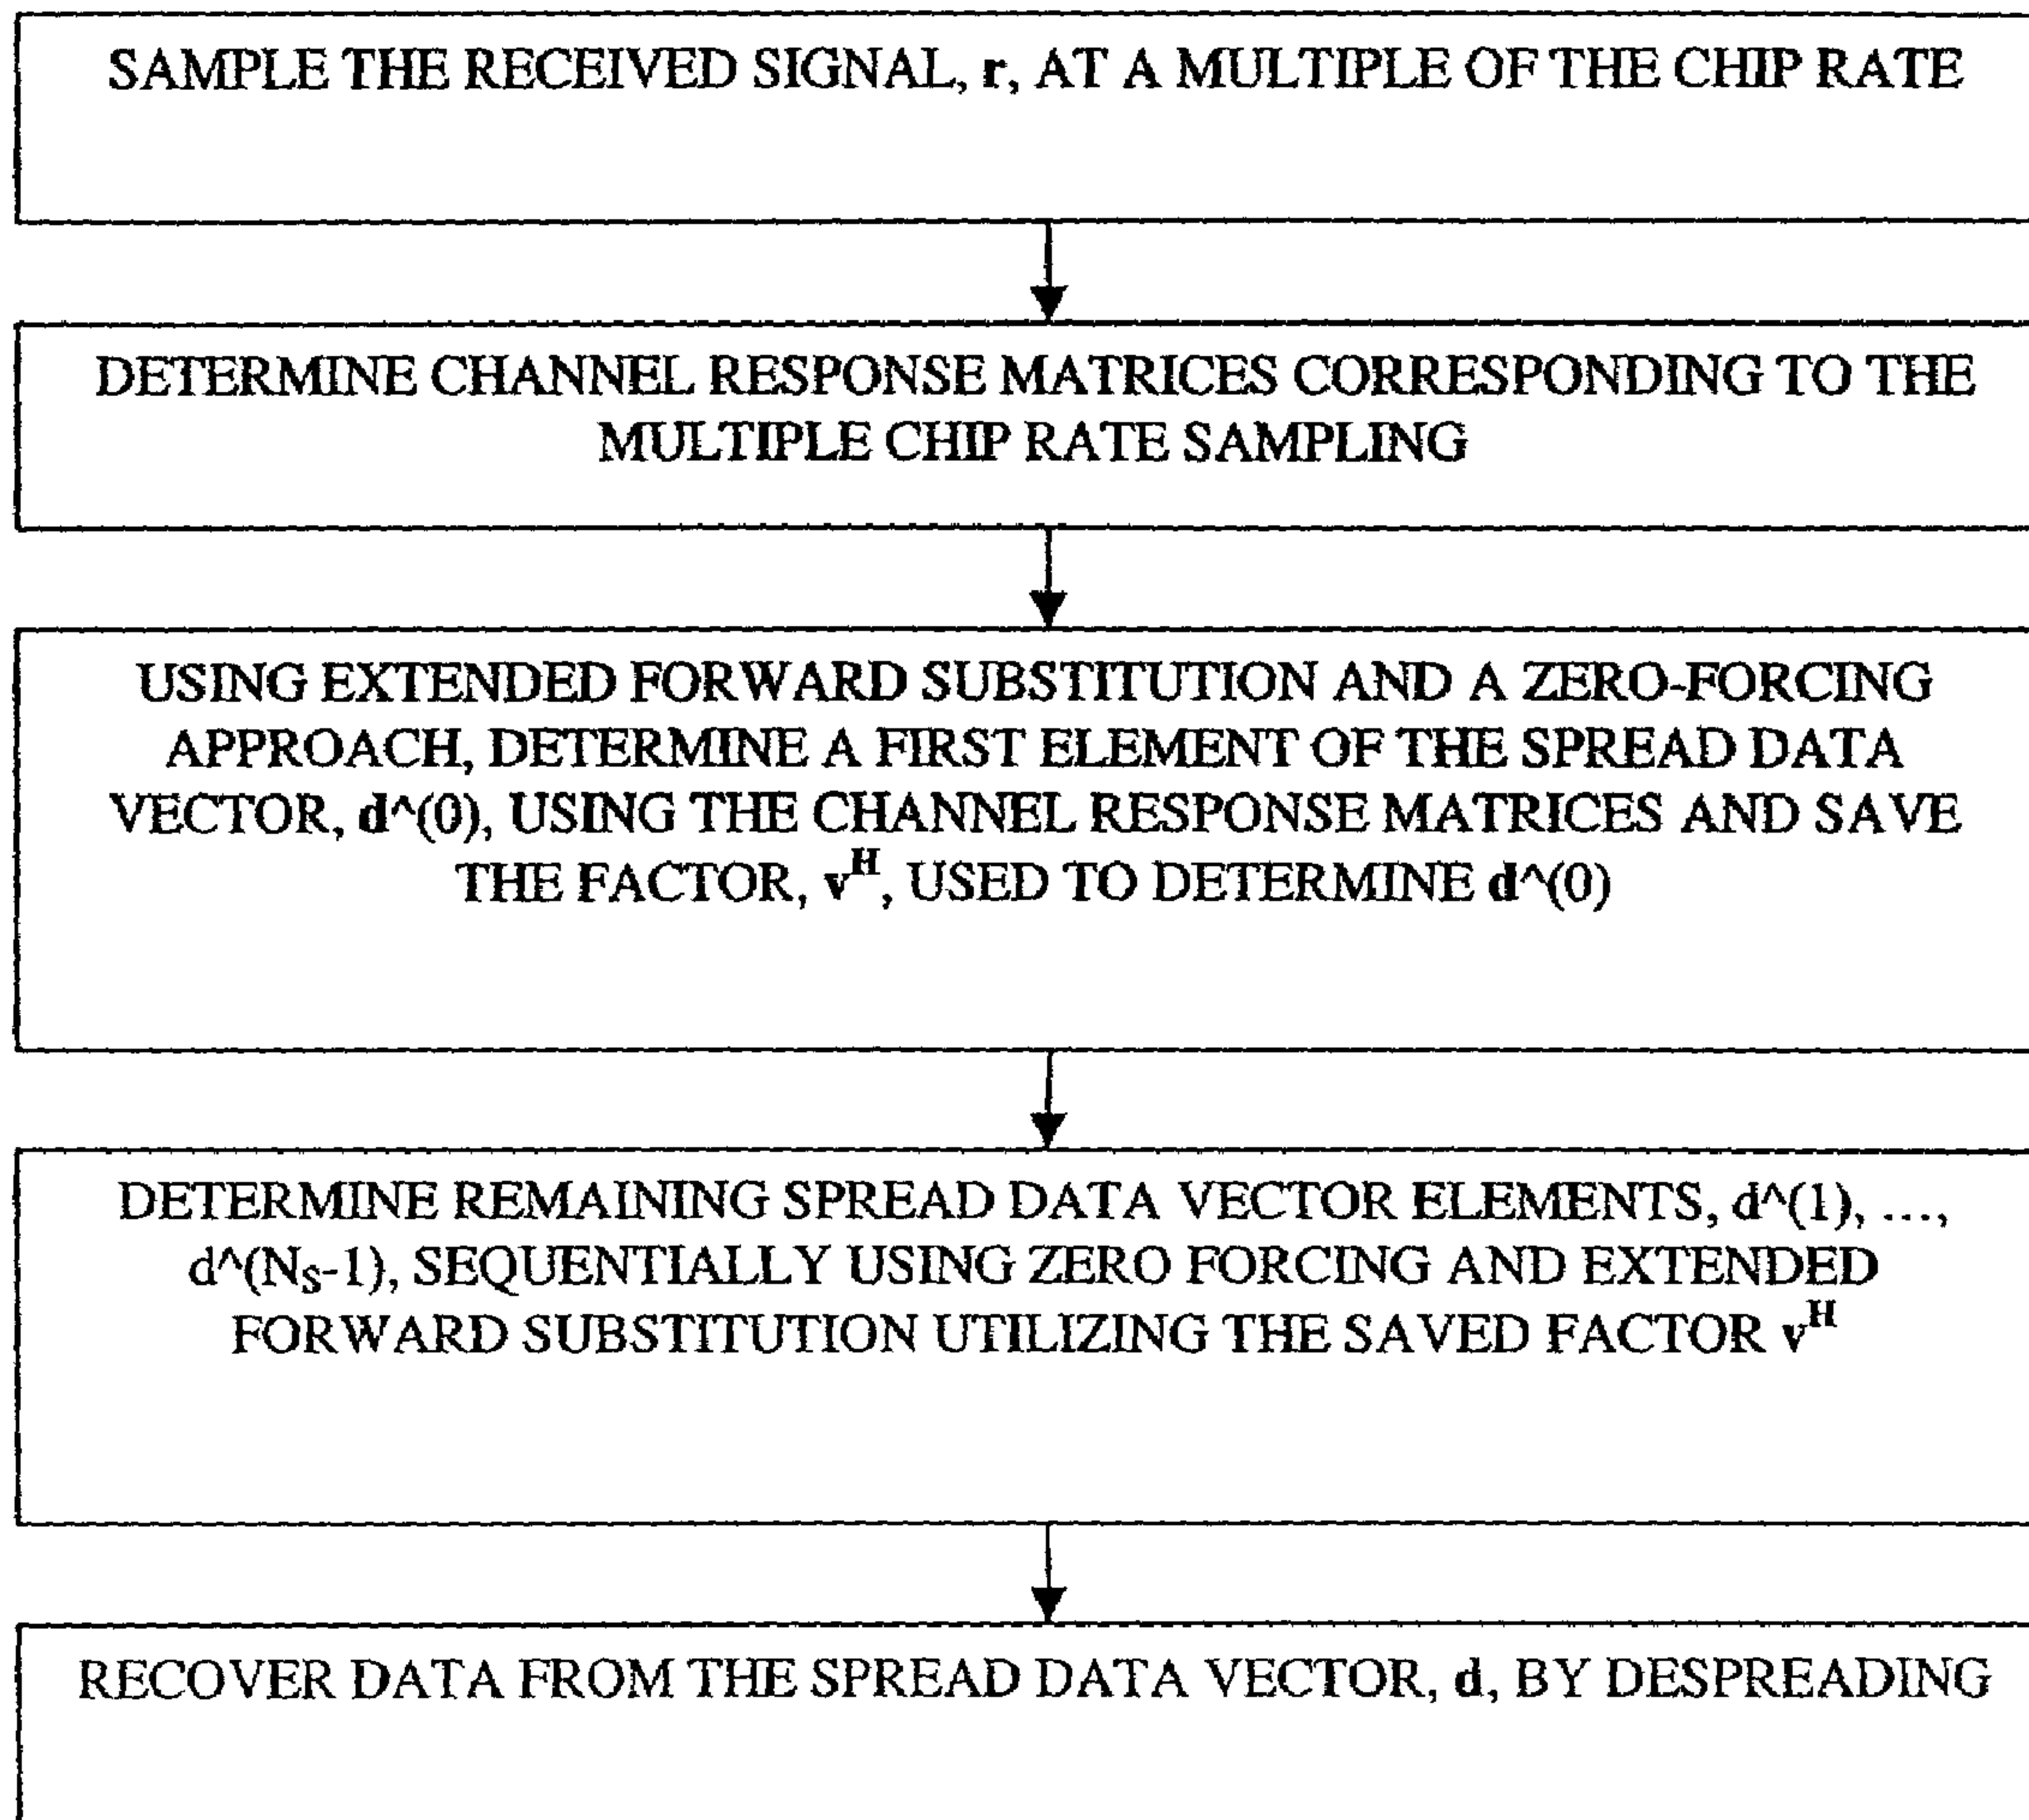 SAMPLE THE RECEIVED SIGNAL, r, AT A MULTIPLE OF THE CHIP RATE
DETERMINE CHANNEL RESPONSE MATRICES CORRESPONDING TO THE
MULTIPLE CHIP RATE SAMPLING
USING EXTENDED FORWARD SUBSTITUTION AND A ZERO-FORCING
APPROACH, DETERMINE A FIRST ELEMENT OF THE SPREAD DATA
VECTOR, d^(0), USING THE CHANNEL RESPONSE MATRICES AND SAVE
THE FACTOR, v^H, USED TO DETERMINE d^(0)
DETERMINE REMAINING SPREAD DATA VECTOR ELEMENTS, d^(1), ...,
d^(N_S-1), SEQUENTIALLY USING ZERO FORCING AND EXTENDED
FORWARD SUBSTITUTION UTILIZING THE SAVED FACTOR v^H
RECOVER DATA FROM THE SPREAD DATA VECTOR, d, BY DESPREADING